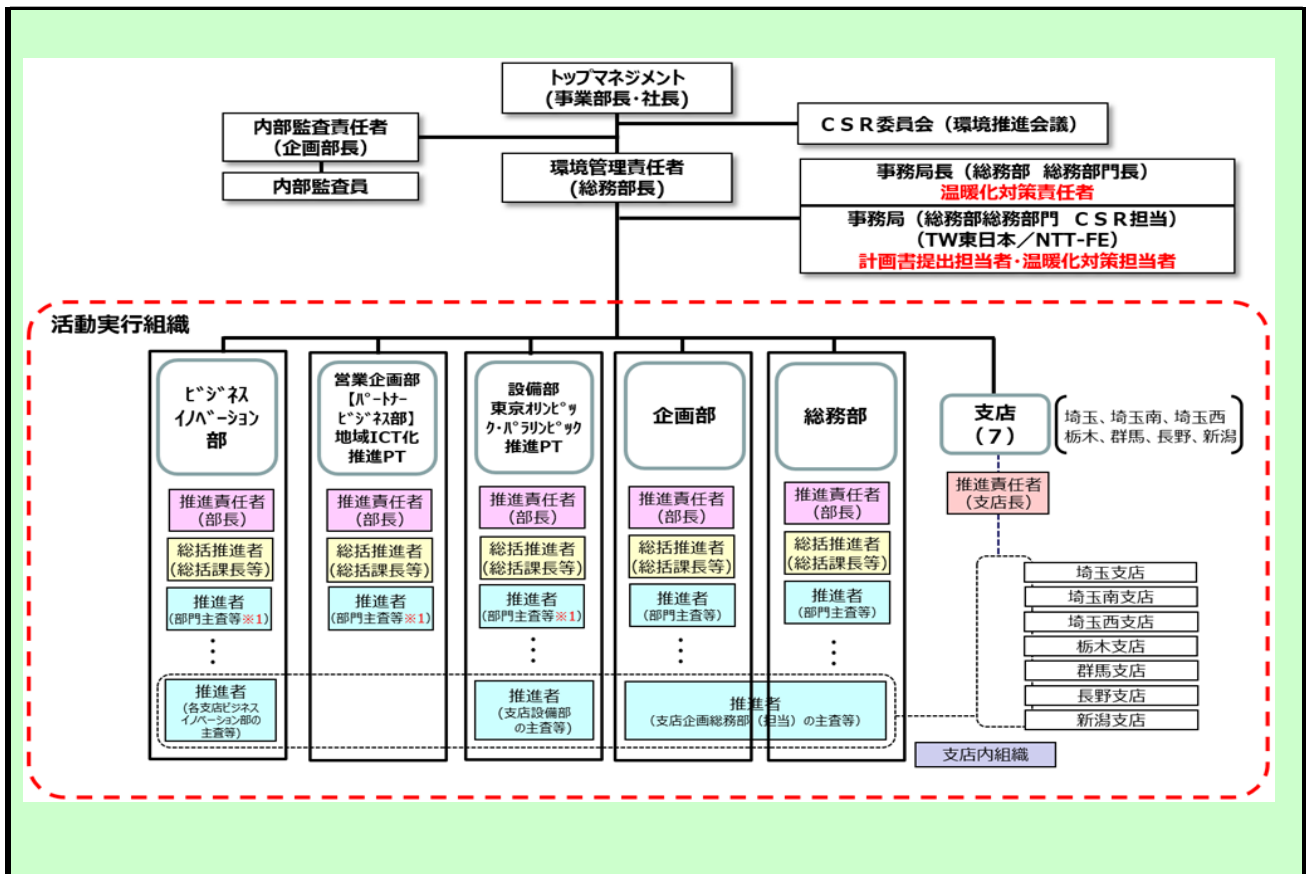 トップマネジメント
(事業部長・社長)
内部監査責任者
(企画部長)
内部監査員
ＣＳＲ委員会（環境推進会議）
環境管理責任者
(総務部長)
事務局長（総務部 総務部門長）
温暖化対策責任者
事務局（総務部総務部門 ＣＳＲ担当）
(TW東日本／NTT-FE)
計画書提出担当者・温暖化対策担当者
活動実行組織
ﾋﾞｼﾞﾈｽ
ｲﾉﾍﾞｰｼｮﾝ
部
営業企画部
【ﾊﾟｰﾄﾅｰ
ﾋﾞｼﾞﾈｽ部】
地域ICT化
推進PT
設備部
東京ｵﾘﾝﾋﾟｯ
ｸ・ﾊﾟﾗﾘﾝﾋﾟｯｸ
推進PT
企画部
総務部
支店
(７)
埼玉、埼玉南、埼玉西
栃木、群馬、長野、新潟
推進責任者
(部長)
推進責任者
(部長)
推進責任者
(部長)
推進責任者
(部長)
推進責任者
(部長)
推進責任者
(支店長)
総括推進者
(総括課長等)
総括推進者
(総括課長等)
総括推進者
(総括課長等)
総括推進者
(総括課長等)
総括推進者
(総括課長等)
推進者
(部門主査等※1)
推進者
(部門主査等※1)
推進者
(部門主査等※1)
推進者
(部門主査等)
推進者
(部門主査等)
推進者
(各支店ビジネス
イノベーション部の
主査等)
推進者
(支店設備部
の主査等)
推進者
(支店企画総務部（担当）の主査等)
埼玉支店
埼玉南支店
埼玉西支店
栃木支店
群馬支店
長野支店
新潟支店
支店内組織